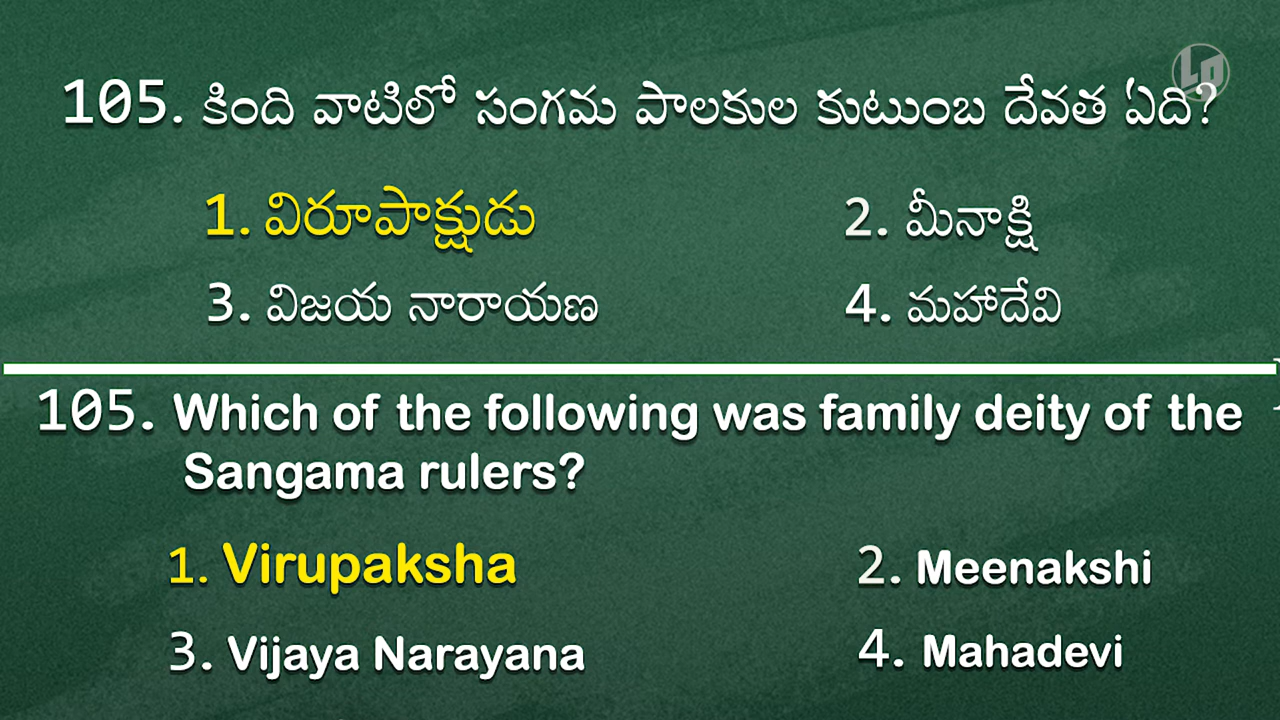 105. కింది వాటిలో సంగమ పాలకుల కుటుంబ దేవత ఏది?
1. విరూపాక్షుడు 2. మీనాక్షి
3. విజయ నారాయణ 4. మహాదేవి
105. Which of the following was family deity of the
Sangama rulers?
1. Virupaksha 2. Meenakshi
3. Vijaya Narayana 4. Mahadevi